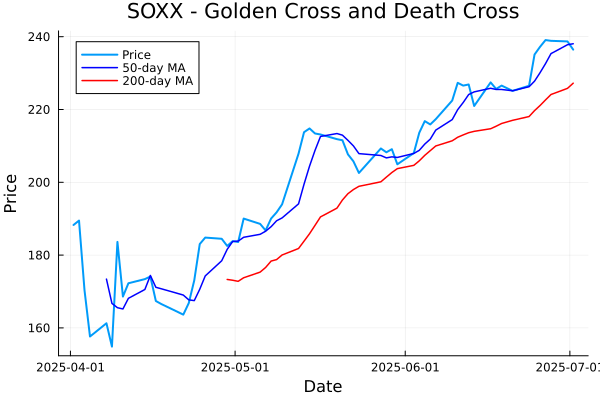 SOXX - Golden Cross and Death Cross
Price
50-day MA
200-day MA
240
220
200
180
160
Price
2025-04-01
2025-05-01
2025-06-01
2025-07-01
Date